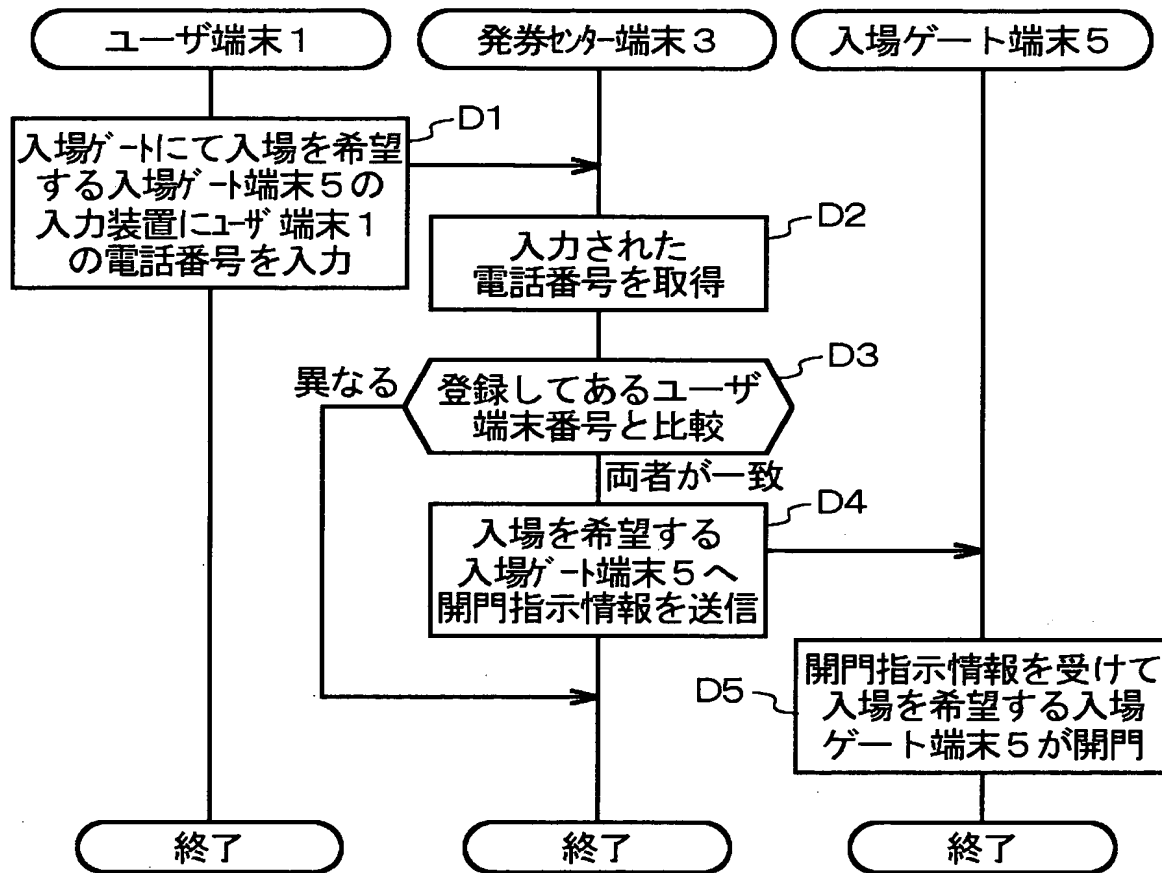 ユーザ端末1
発券センター端末3
入場ゲート端末5
D1
入場ゲートにて入場を希望
する入場ゲート端末5の
入力装置にユーザ端末1
の電話番号を入力
D2
入力された
電話番号を取得
D3
異なる
登録してあるユーザ
端末番号と比較
両者が一致
D4
入場を希望する
入場ゲート端末5へ
開門指示情報を送信
D5
開門指示情報を受けて
入場を希望する入場
ゲート端末5が開門
終了
終了
終了